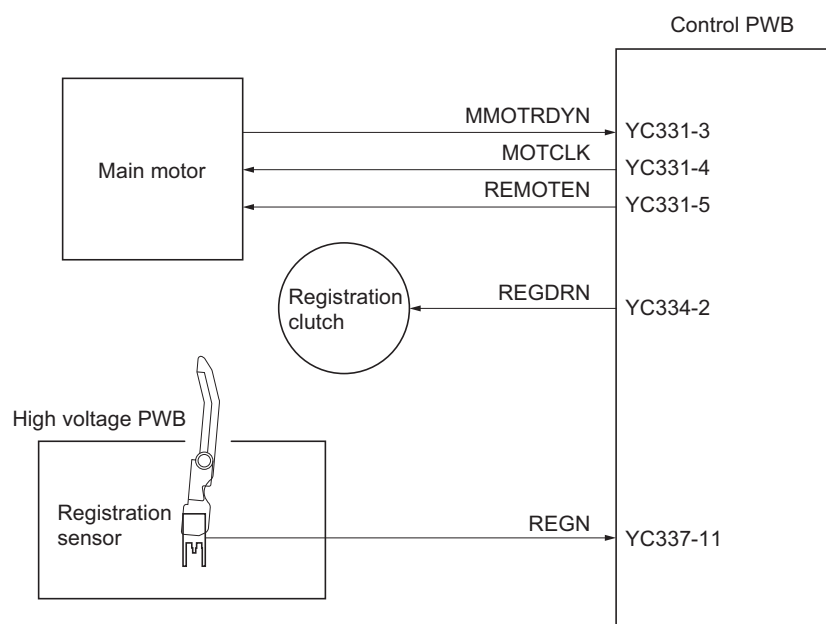 Control PWB
MMOTRDYN
YC331-3
Main motor
MOTCLK
YC331-4
REMOTEN
YC331-5
Registration
clutch
REGDRN
YC334-2
High voltage PWB
Registration
sensor
REGN
YC337-11